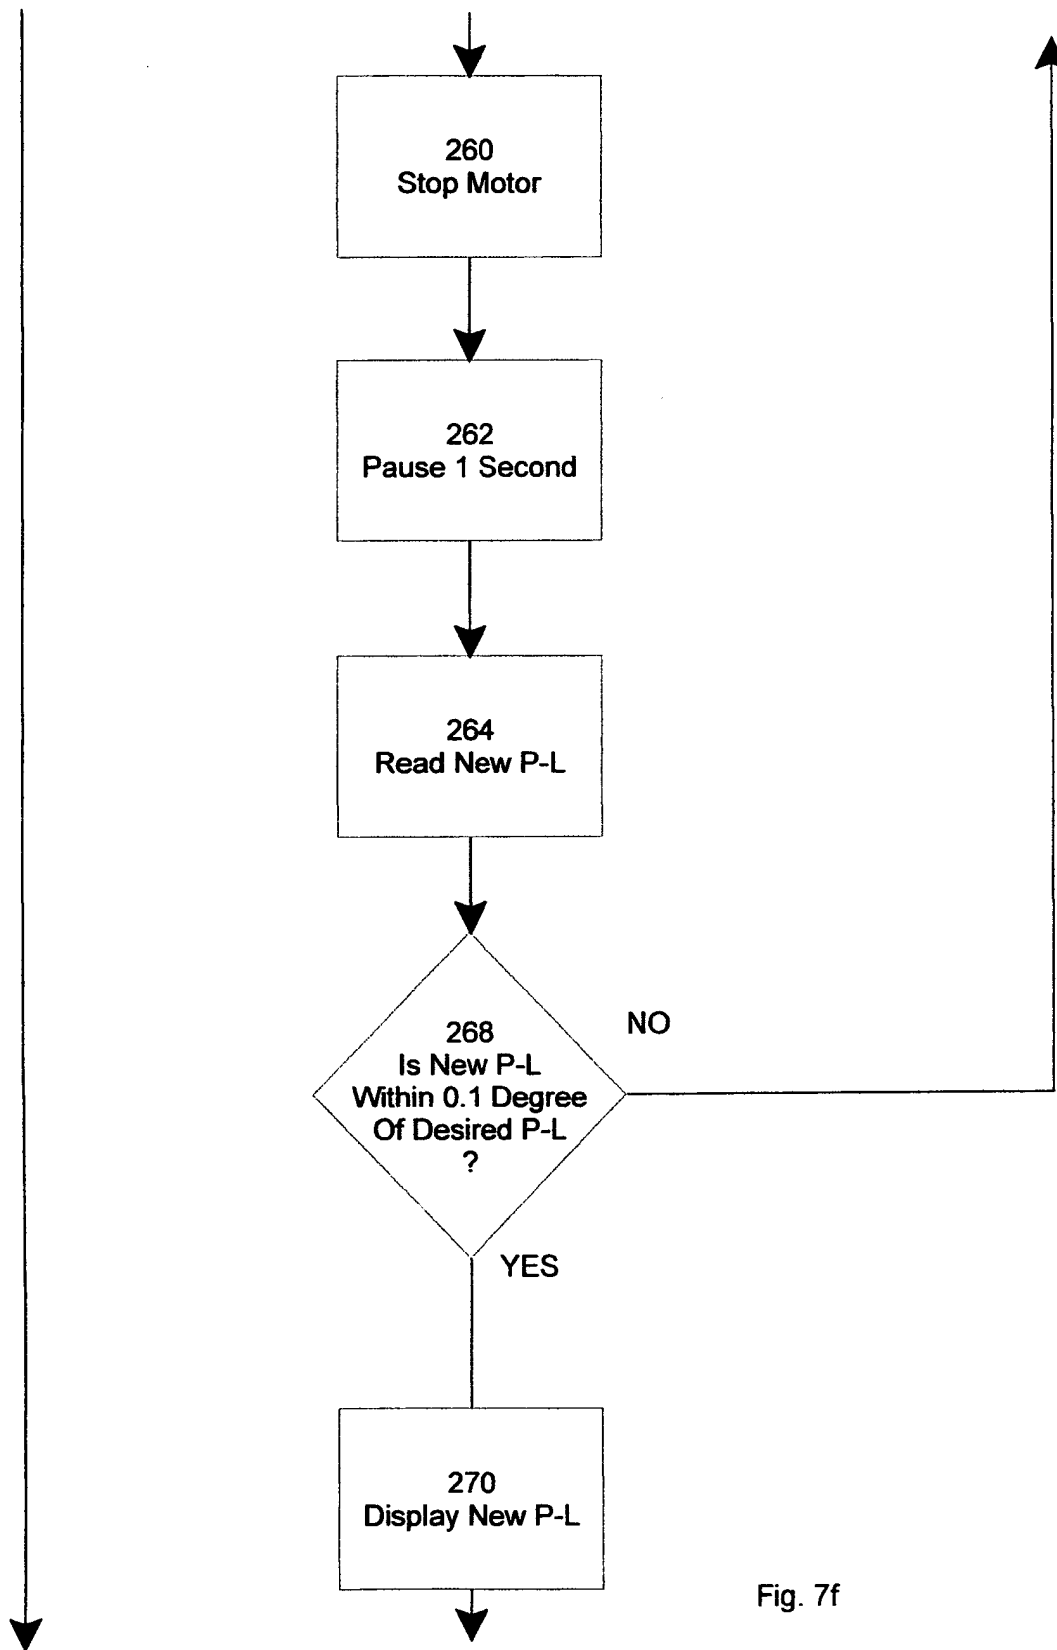 260
Stop Motor
262
Pause 1 Second
264
Read New P-L
268
Is New P-L
Within 0.1 Degree
Of Desired P-L
?
NO
YES
270
Display New P-L
Fig. 7f